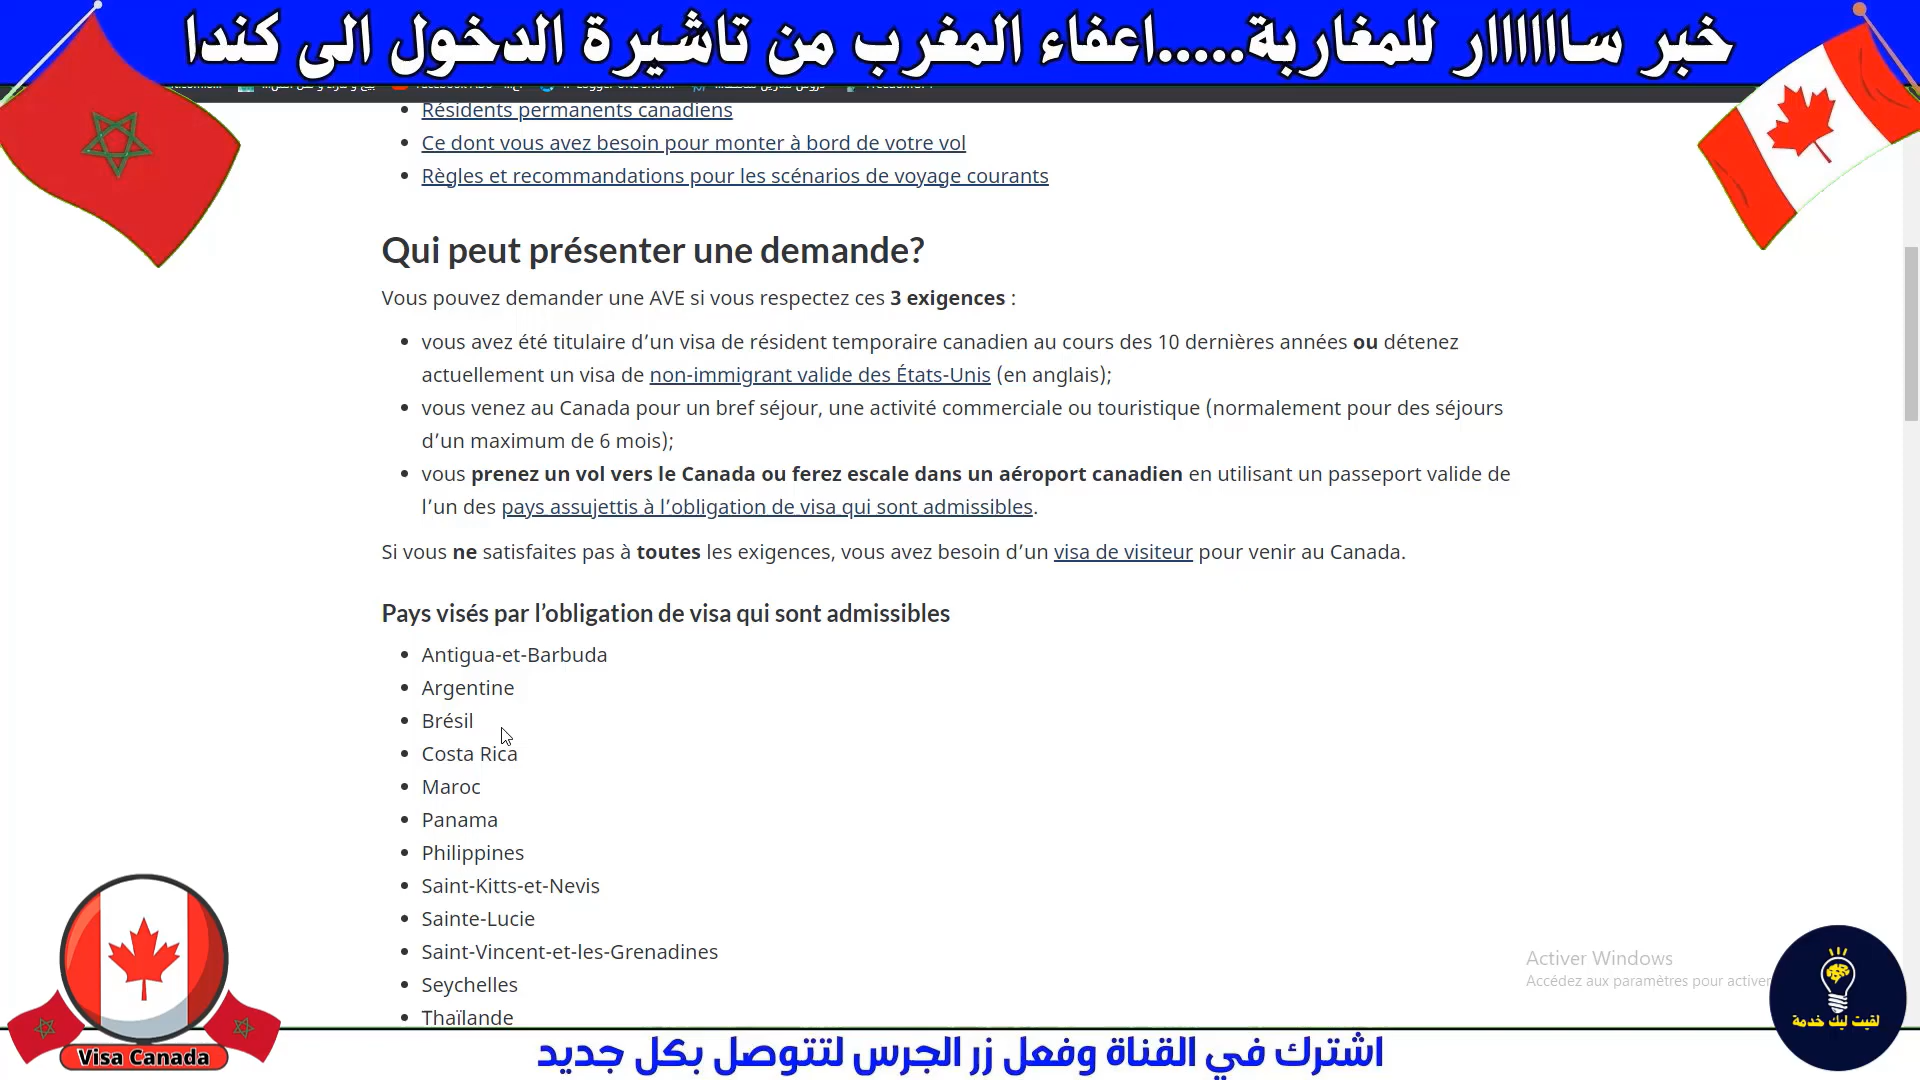 خبر سااااار للمغاربة.....اعفاء المغرب من تاشيرة الدخول الى كندا
Résidents permanents canadiens
Ce dont vous avez besoin pour monter à bord de votre vol
Règles et recommandations pour les scénarios de voyage courants
Qui peut présenter une demande?
Vous pouvez demander une AVE si vous respectez ces 3 exigences :
vous avez été titulaire d’un visa de résident temporaire canadien au cours des 10 dernières années ou détenez
actuellement un visa de non-immigrant valide des États-Unis (en anglais);
vous venez au Canada pour un bref séjour, une activité commerciale ou touristique (normalement pour des séjours
d’un maximum de 6 mois);
vous prenez un vol vers le Canada ou ferez escale dans un aéroport canadien en utilisant un passeport valide de
l’un des pays assujettis à l’obligation de visa qui sont admissibles.
Si vous ne satisfaites pas à toutes les exigences, vous avez besoin d’un visa de visiteur pour venir au Canada.
Pays visés par l’obligation de visa qui sont admissibles
Antigua-et-Barbuda
Argentine
Brésil
Costa Rica
Maroc
Panama
Philippines
Saint-Kitts-et-Nevis
Sainte-Lucie
Saint-Vincent-et-les-Grenadines
Seychelles
Thaïlande
Activer Windows
Accédez aux paramètres pour activer
لقيت ليك خدمة
Visa Canada
اشترك في القناة وفعل زر الجرس لتتوصل بكل جديد